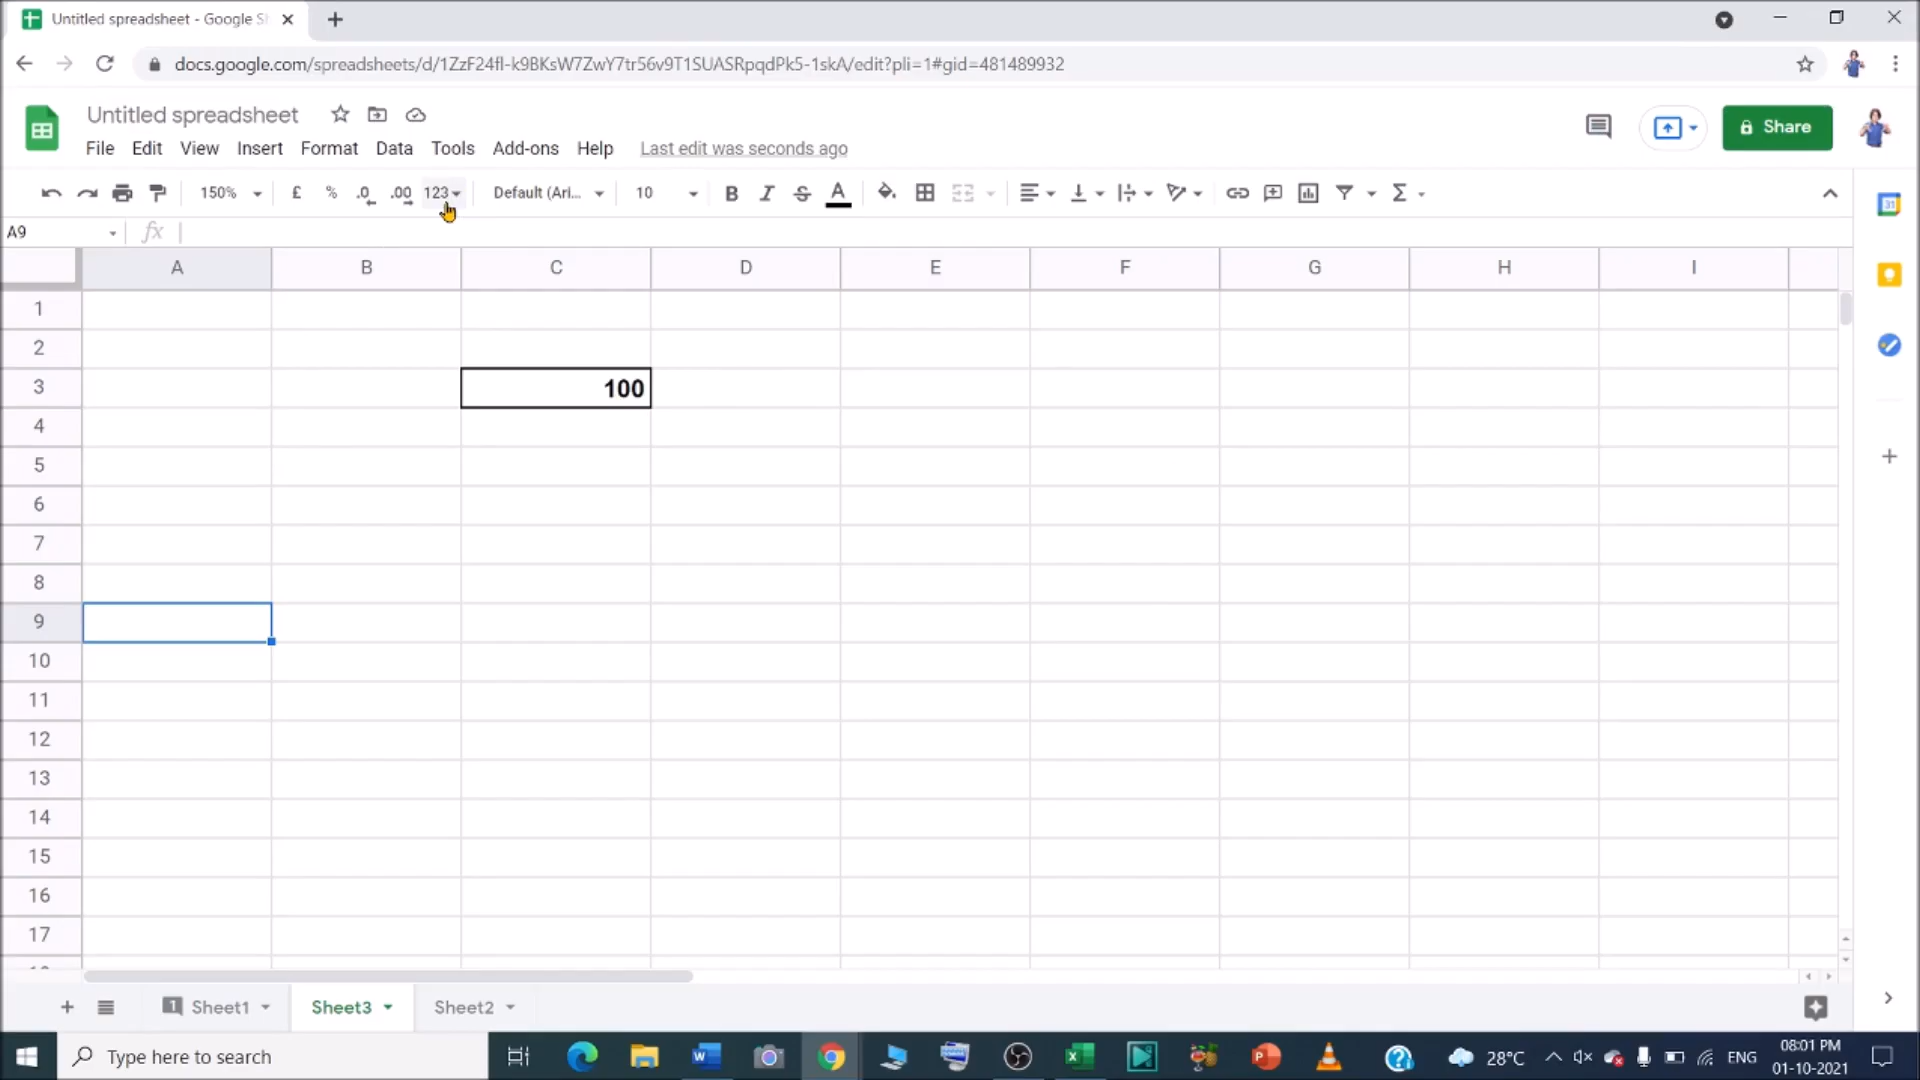 Untitled spreadsheet - Google S
docs.google.com/spreadsheets/d/1ZzF24fl-k9BKsW7ZwY7tr56v9T1SUASRpqdPk5-1skA/edit?pli=1#gid=481489932
Untitled spreadsheet
Share
File Edit View Insert Format Data Tools Add-ons Help Last edit was seconds ago
150% £ % .0 .00 123 Default (Ari... 10 B I S A Σ
31
A9 fx
A B C D E F G H I
1
2
3 100
4
5
6
7
8
9
10
11
12
13
14
15
16
17
1 Sheet1 Sheet3 Sheet2
Type here to search
28°C ENG
08:01 PM
01-10-2021